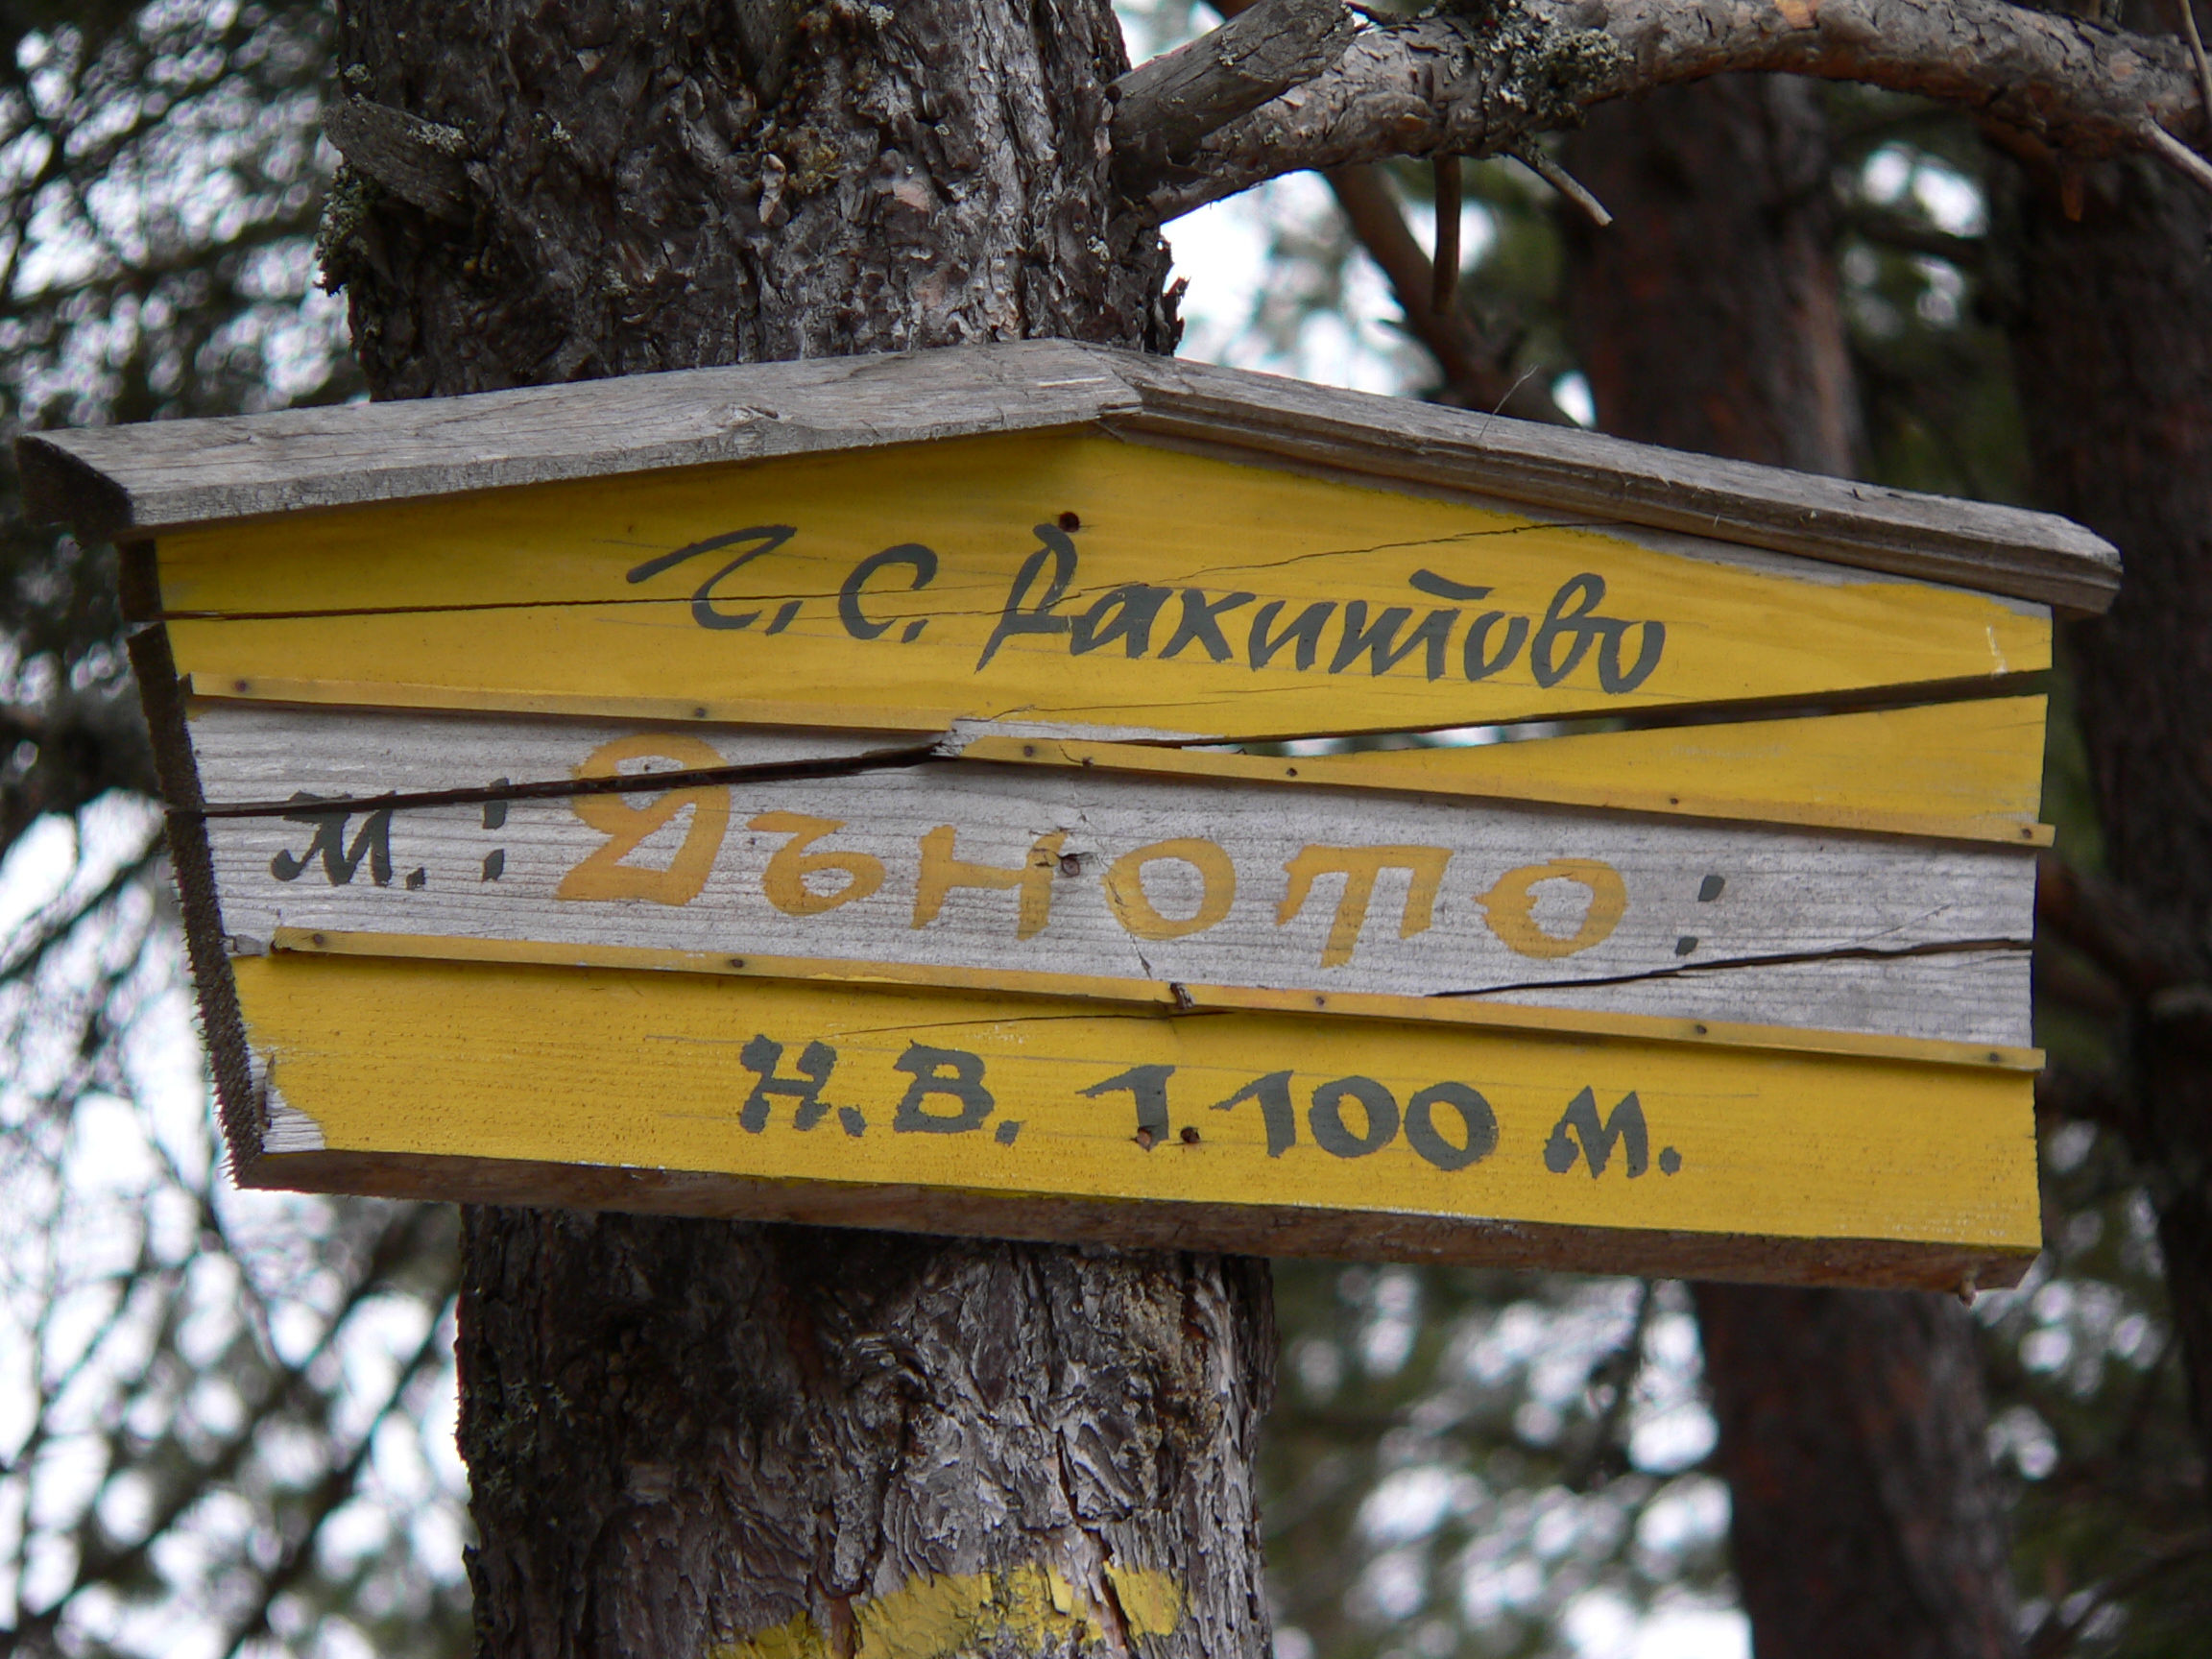 Г.С. Рахитово
м.: Дъното:
Н.В. 1.100 м.